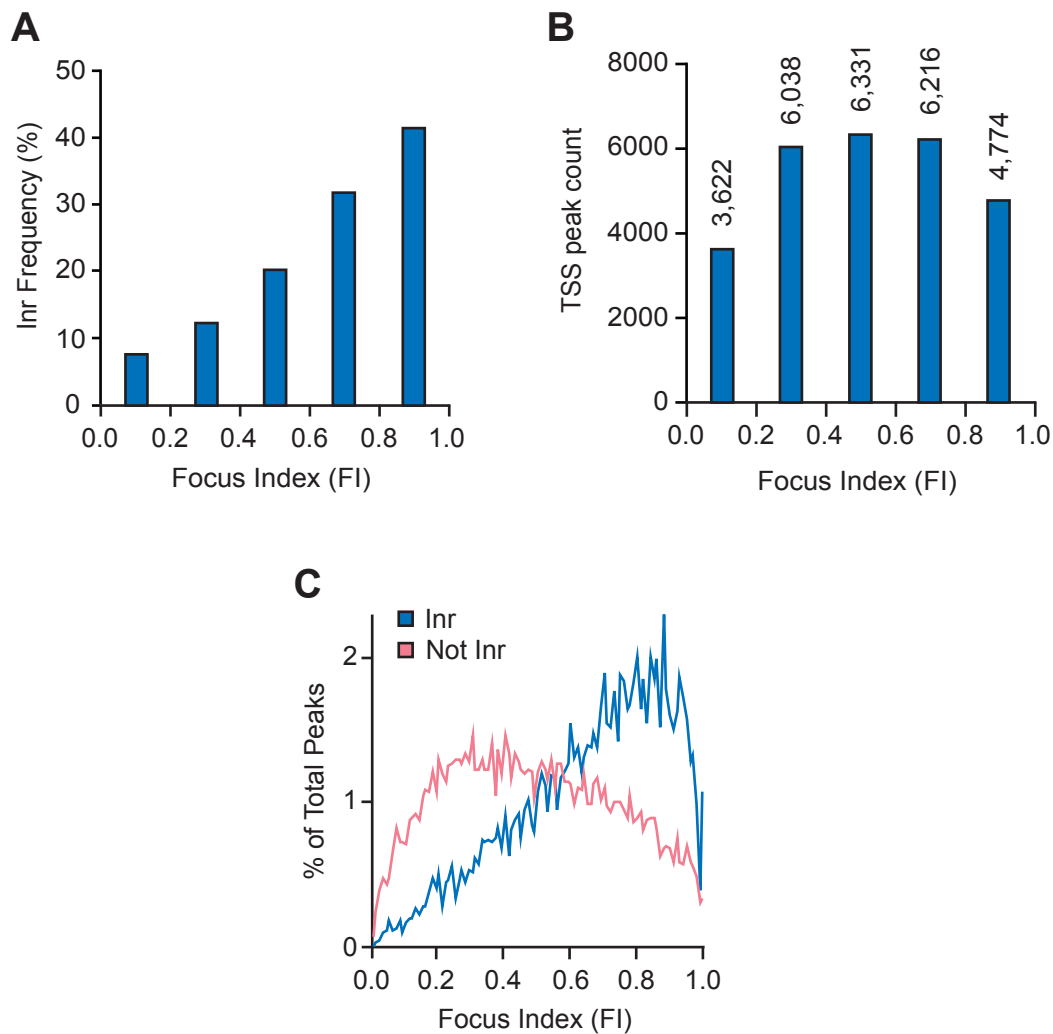 A
Inr Frequency (%)
50
40
30
20
10
0
0.0 0.2 0.4 0.6 0.8 1.0
Focus Index (FI)
B
TSS peak count
8000
6000
4000
2000
0
3,622
6,038
6,331
6,216
4,774
0.0 0.2 0.4 0.6 0.8 1.0
Focus Index (FI)
C
Inr
Not Inr
% of Total Peaks
2
1
0
0.0 0.2 0.4 0.6 0.8 1.0
Focus Index (FI)